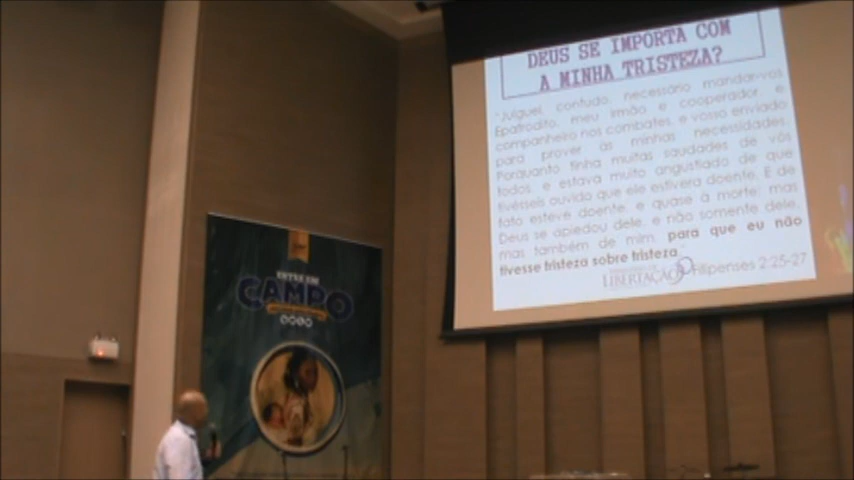 DEUS SE IMPORTA COM
A MINHA TRISTEZA?
"Julguei, contudo, necessário mandar-vos
Epafrodito, meu irmão e cooperador, e
companheiro nos combates, e vosso enviado
para prover às minhas necessidades.
Porquanto tinha muitas saudades de vós
todos, e estava muito angustiado de que
tivésseis ouvido que ele estivera doente. E de
fato esteve doente, e quase à morte; mas
Deus se apiedou dele, e não somente dele,
mas também de mim, para que eu não
tivesse tristeza sobre tristeza."
LIBERTAÇÃO Filipenses 2:25-27
ENTRE EM
CAMPO